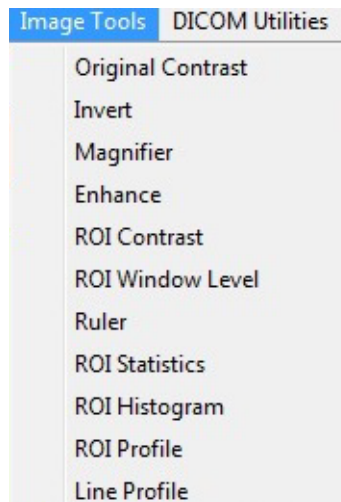 Image Tools DICOM Utilities
Original Contrast
Invert
Magnifier
Enhance
ROI Contrast
ROI Window Level
Ruler
ROI Statistics
ROI Histogram
ROI Profile
Line Profile